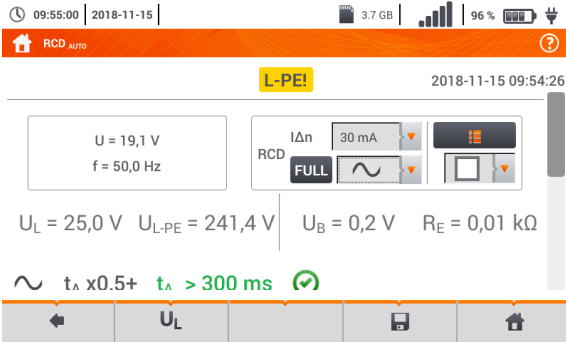 09:55:00 2018-11-15 3.7 GB 96 %
RCD AUTO ?
L-PE! 2018-11-15 09:54:26
U = 19,1 V
f = 50,0 Hz
RCD
IΔn 30 mA
FULL
UL = 25,0 V UL-PE = 241,4 V UB = 0,2 V RE = 0,01 kΩ
tA x0.5+ tA > 300 ms
UL